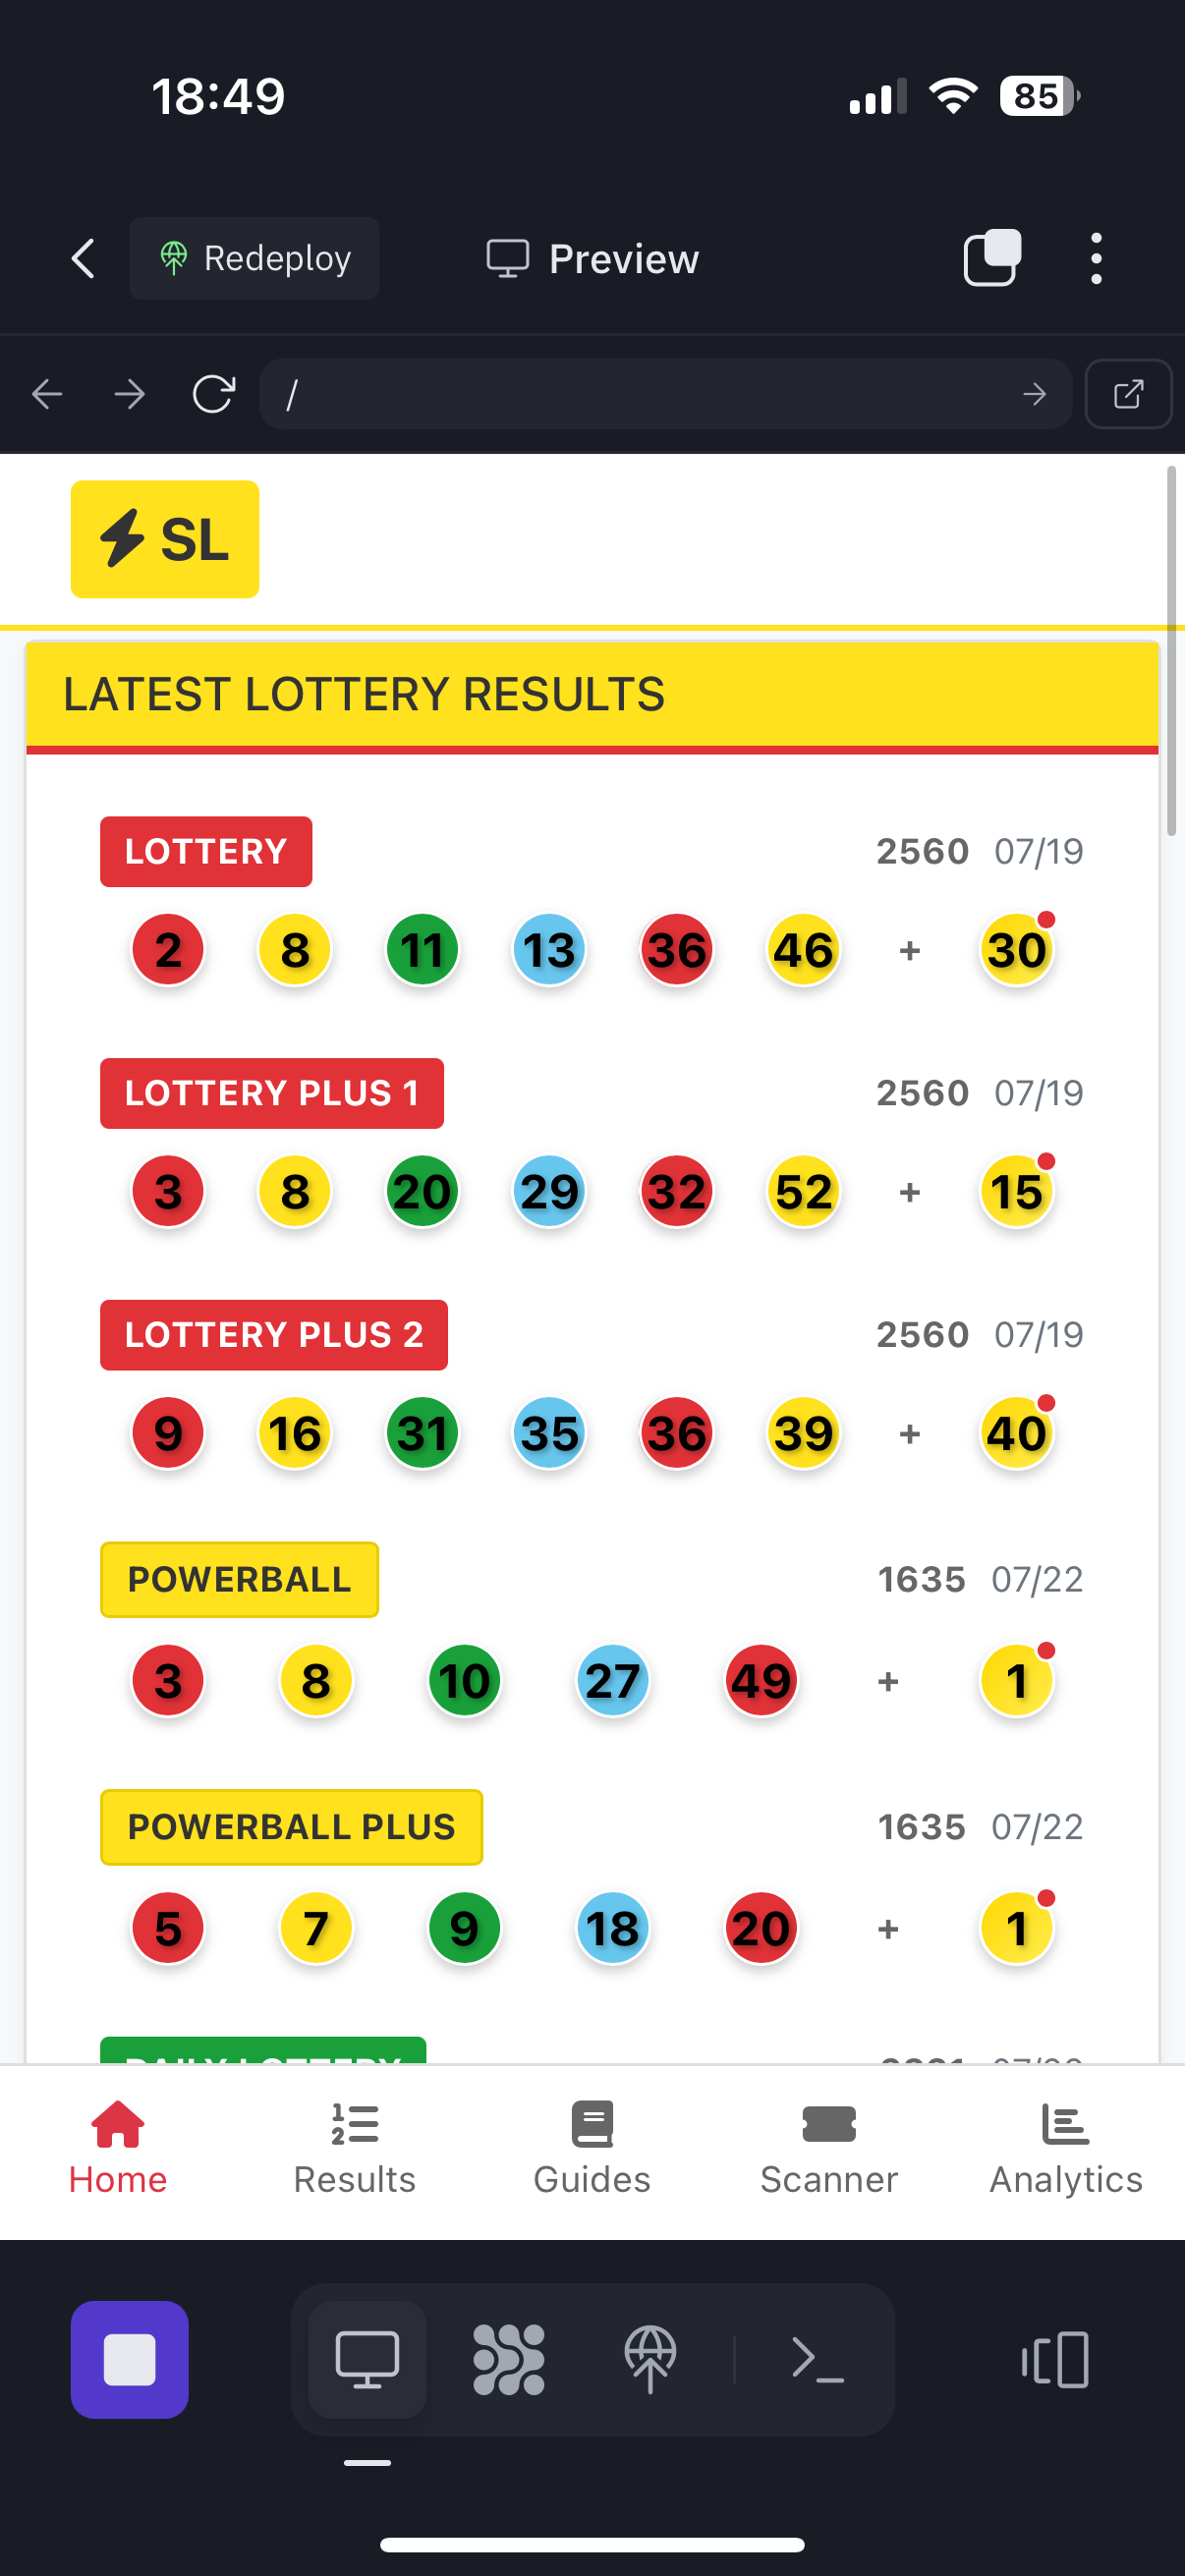 18:49
85
Redeploy
Preview
/
SL
LATEST LOTTERY RESULTS
LOTTERY 2560 07/19
2 8 11 13 36 46 + 30
LOTTERY PLUS 1 2560 07/19
3 8 20 29 32 52 + 15
LOTTERY PLUS 2 2560 07/19
9 16 31 35 36 39 + 40
POWERBALL 1635 07/22
3 8 10 27 49 + 1
POWERBALL PLUS 1635 07/22
5 7 9 18 20 + 1
DAILY LOTTERY
Home Results Guides Scanner Analytics